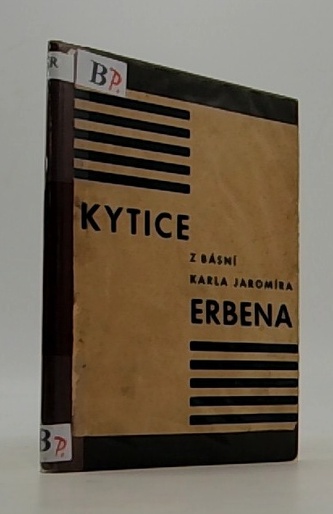 R
BP.
KYTICE
Z BÁSNÍ
KARLA JAROMÍRA
ERBENA
BP.